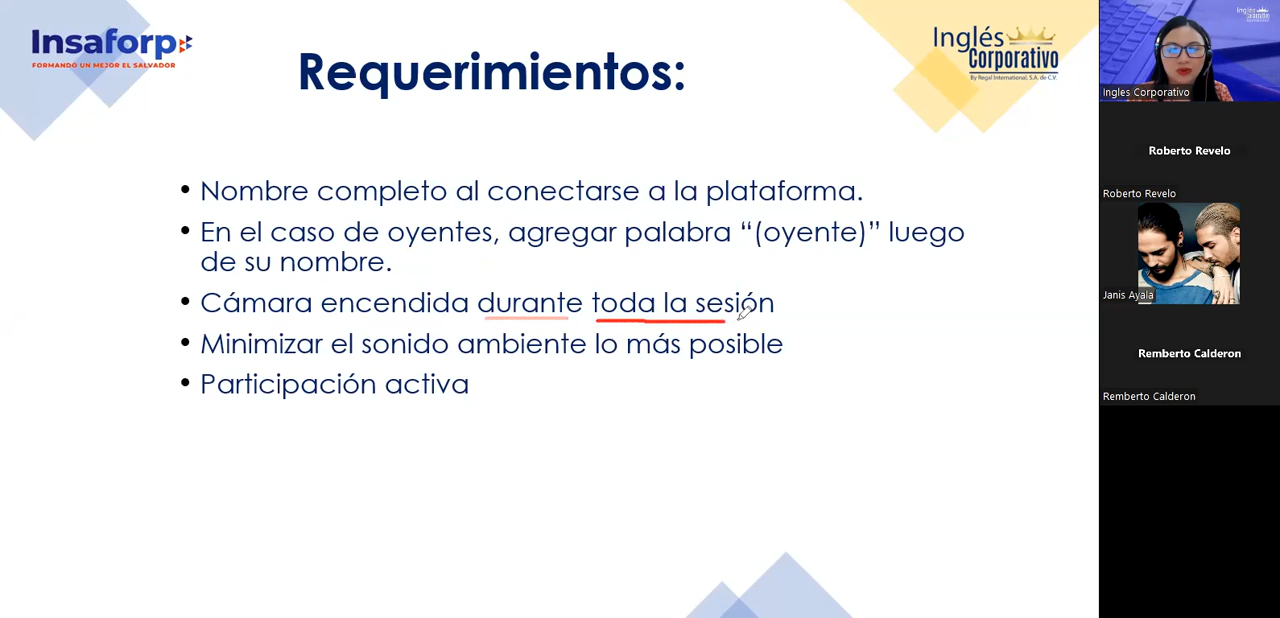 Insaforp
FORMANDO UN MEJOR EL SALVADOR
Requerimientos:
Inglés
Corporativo
By Regal International, S.A. de C.V.
• Nombre completo al conectarse a la plataforma.
• En el caso de oyentes, agregar palabra “(oyente)” luego
de su nombre.
• Cámara encendida durante toda la sesión
• Minimizar el sonido ambiente lo más posible
• Participación activa
Inglés
Corporativo
Ingles Corporativo
Roberto Revelo
Roberto Revelo
Janis Ayala
Remberto Calderon
Remberto Calderon